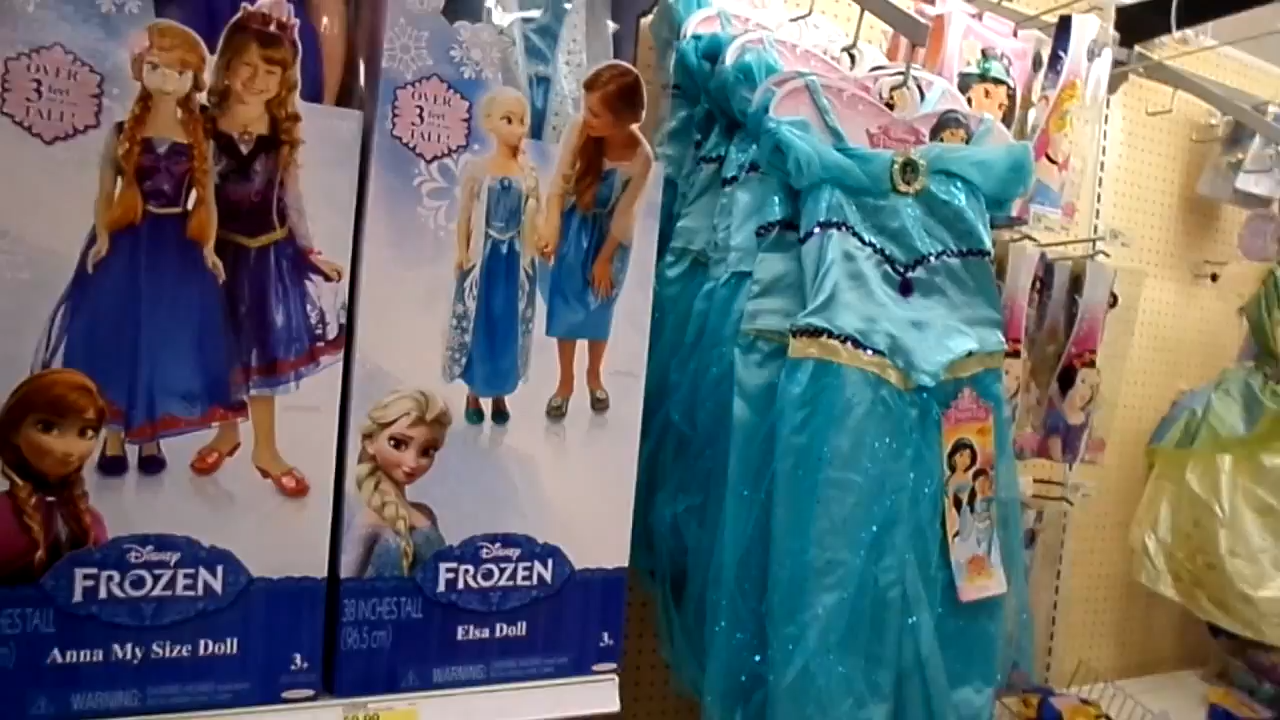 OVER
3 feet
TALL!
OVER
3 feet
TALL!
Disney
FROZEN
Anna My Size Doll
3+
WARNING:
Disney
FROZEN
38 INCHES TALL
(96.5 cm)
Elsa Doll
3+
WARNING: